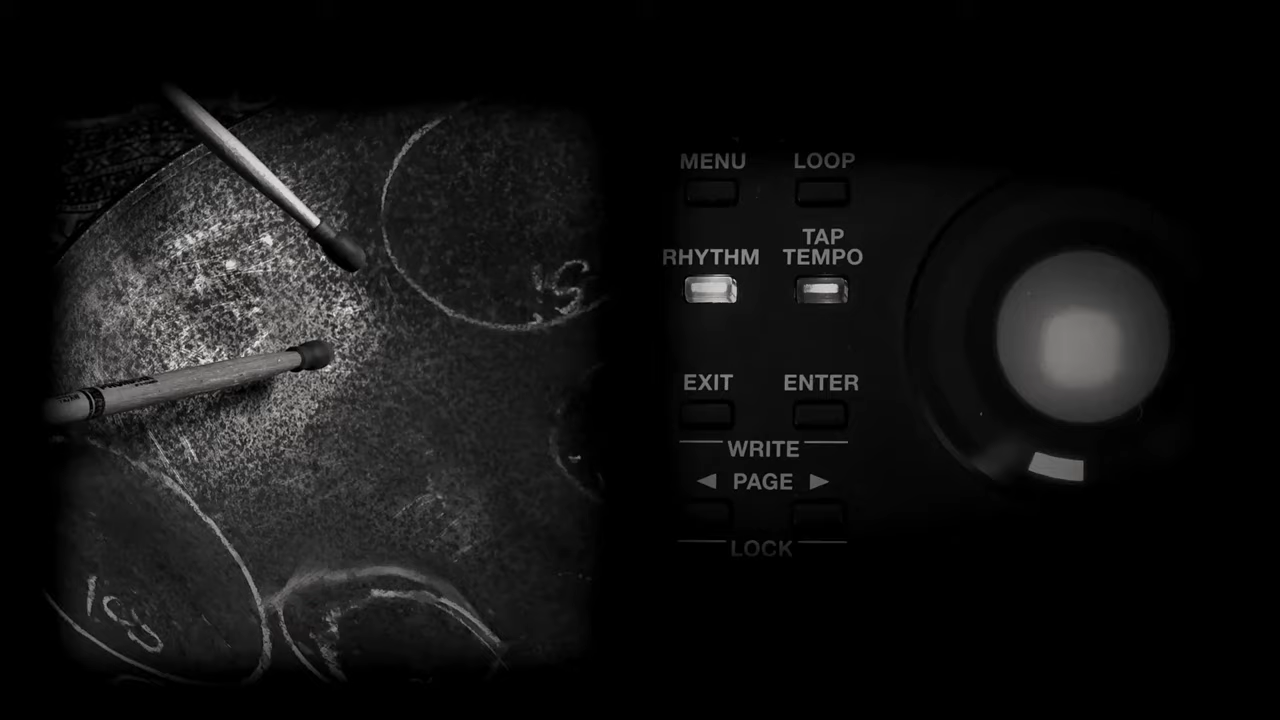 MENU LOOP
RHYTHM TAP TEMPO
EXIT ENTER
WRITE
◄ PAGE ►
LOCK